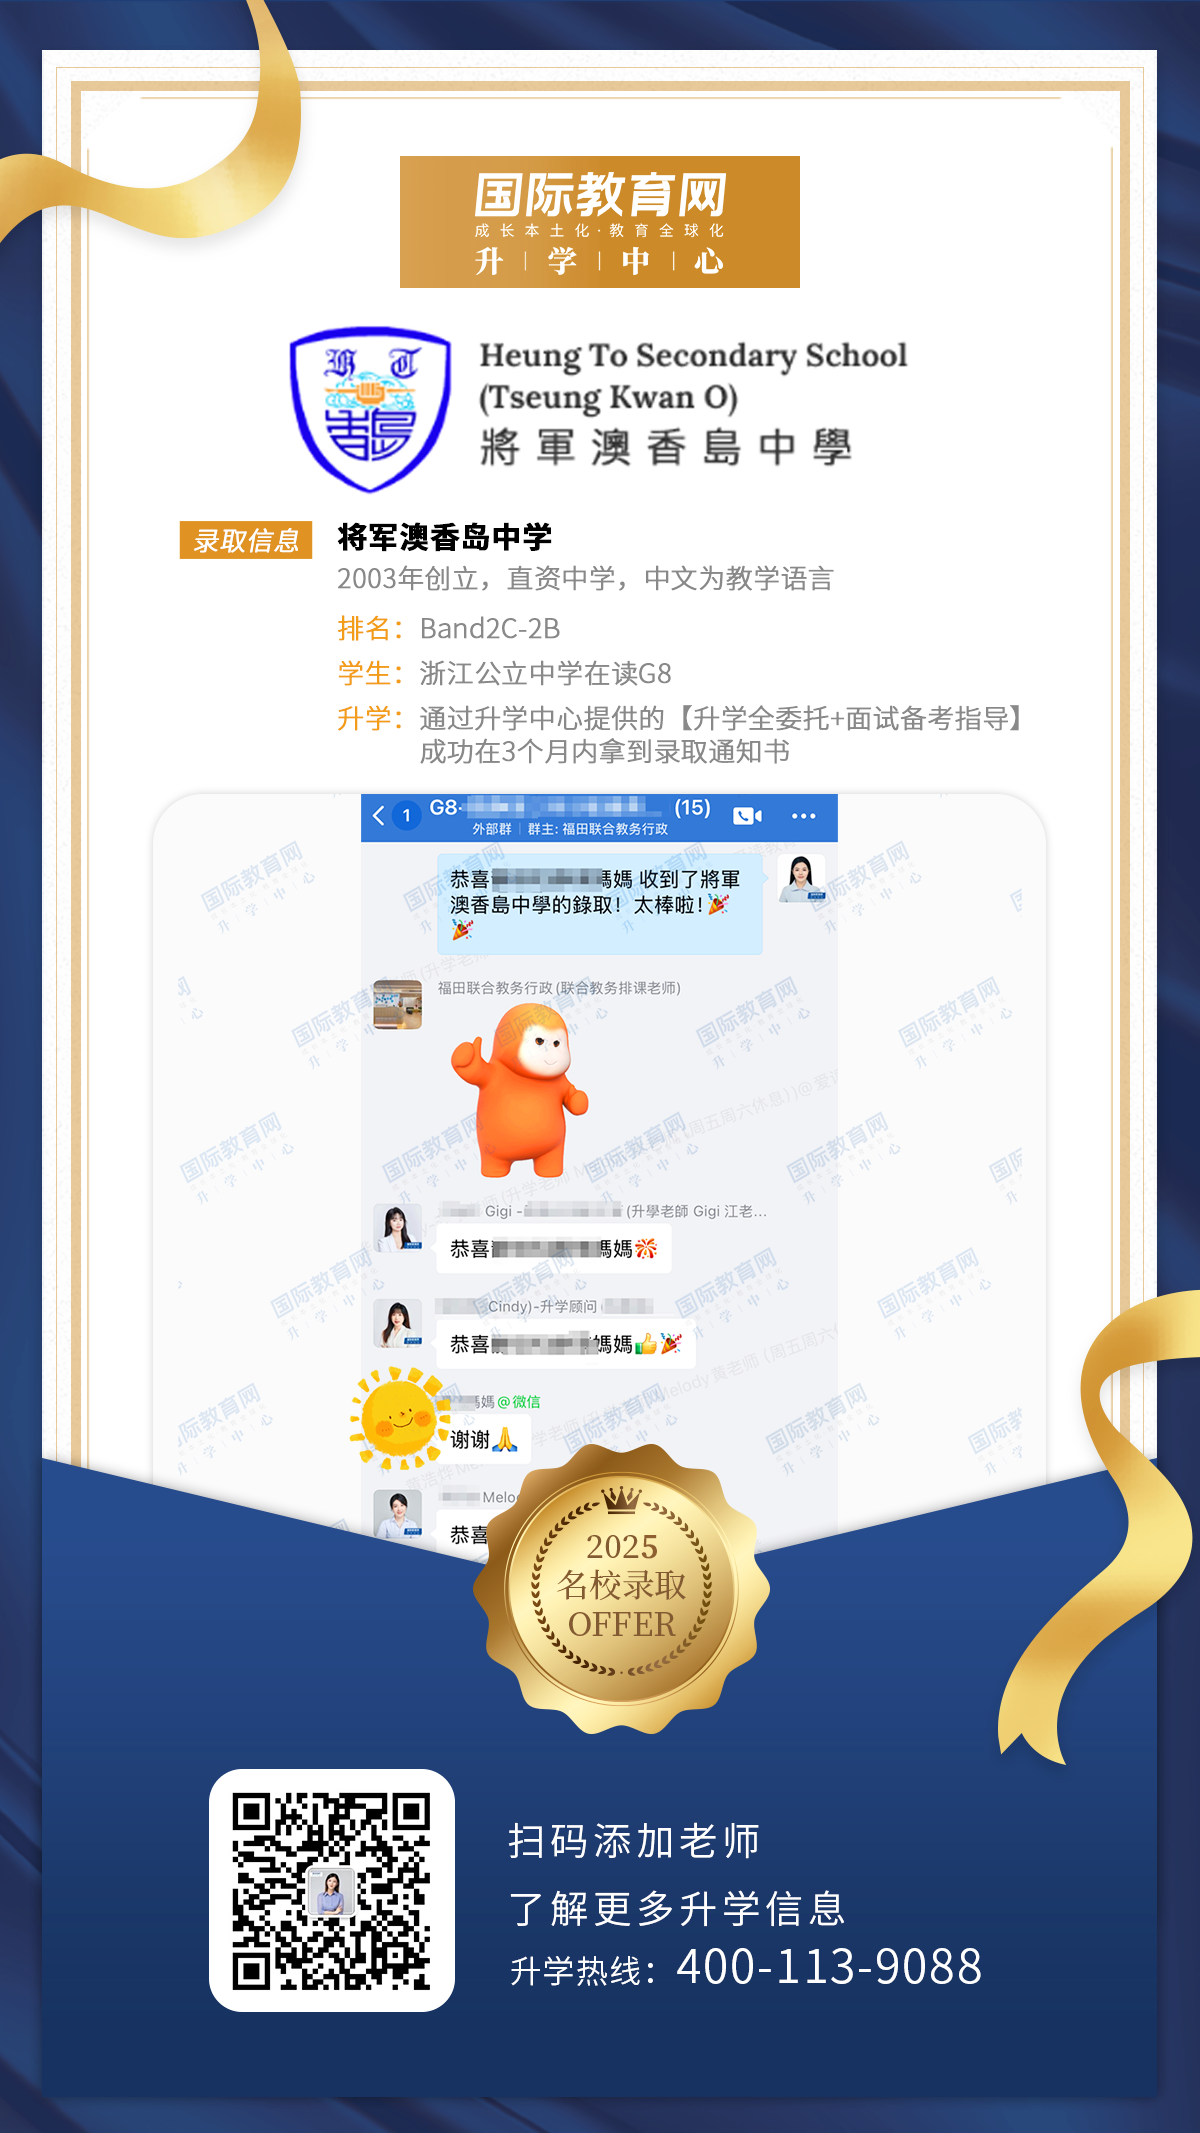 国际教育网
成长本土化·教育全球化
升|学|中|心
Heung To Secondary School
(Tseung Kwan O)
將軍澳香島中學
录取信息
将军澳香岛中学
2003年创立，直资中学，中文为教学语言
排名：Band2C-2B
学生：浙江公立中学在读G8
升学：通过升学中心提供的【升学全委托+面试备考指导】
成功在3个月内拿到录取通知书
1
G8-
(15)
外部群 | 群主: 福田联合教务行政
恭喜 媽媽 收到了將軍
澳香島中學的錄取！太棒啦！
福田联合教务行政 (联合教务排课老师)
Gigi - (升學老師 Gigi 江老...
恭喜 媽媽
Cindy)-升学顾问
恭喜 媽媽
媽@微信
谢谢
Melo
恭喜
2025
名校录取
OFFER
扫码添加老师
了解更多升学信息
升学热线：400-113-9088